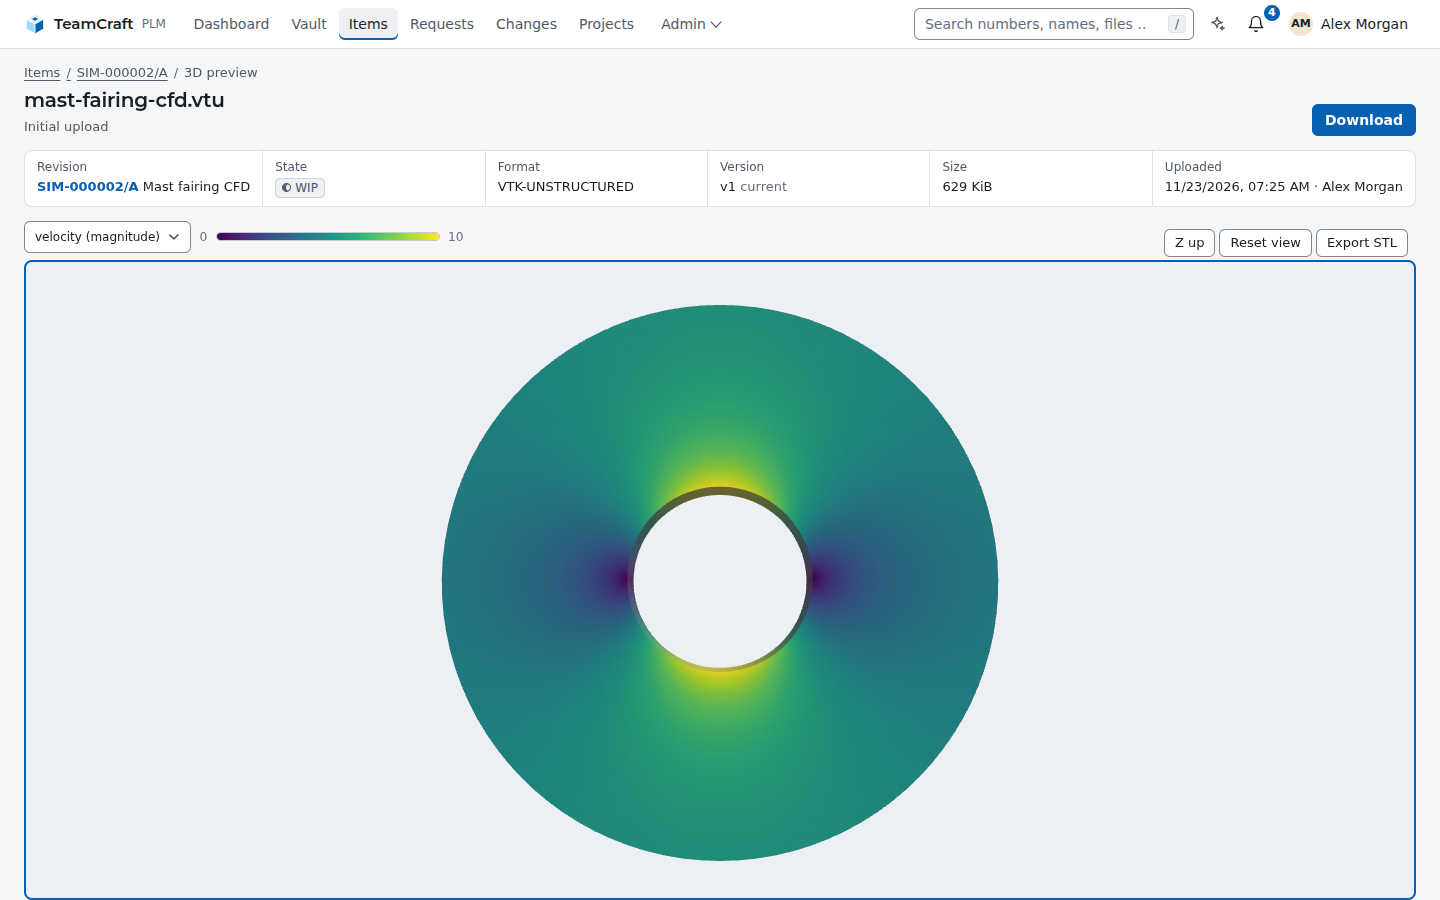 TeamCraft PLM
Dashboard Vault Items Requests Changes Projects Admin
Search numbers, names, files .. /
4
AM Alex Morgan
Items / SIM-000002/A / 3D preview
mast-fairing-cfd.vtu
Initial upload
Download
Revision
SIM-000002/A Mast fairing CFD
State
WIP
Format
VTK-UNSTRUCTURED
Version
v1 current
Size
629 KiB
Uploaded
11/23/2026, 07:25 AM · Alex Morgan
velocity (magnitude) 0 10
Z up Reset view Export STL